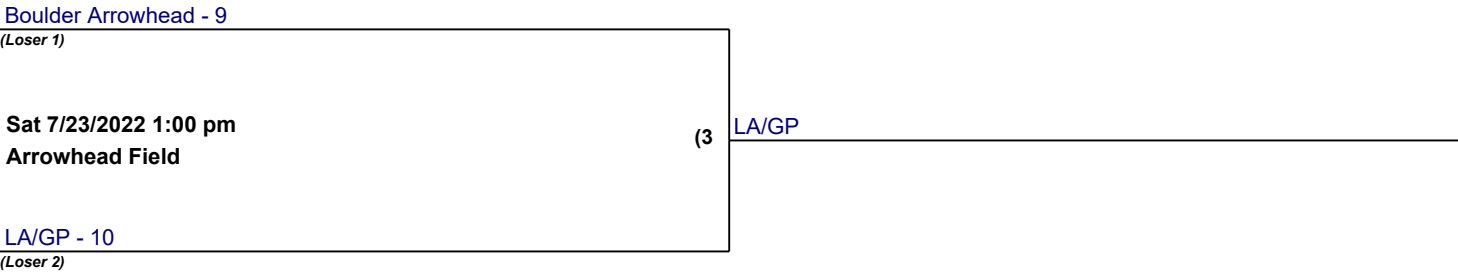 Boulder Arrowhead - 9
(Loser 1)
Sat 7/23/2022 1:00 pm
Arrowhead Field
(3
LA/GP
LA/GP - 10
(Loser 2)